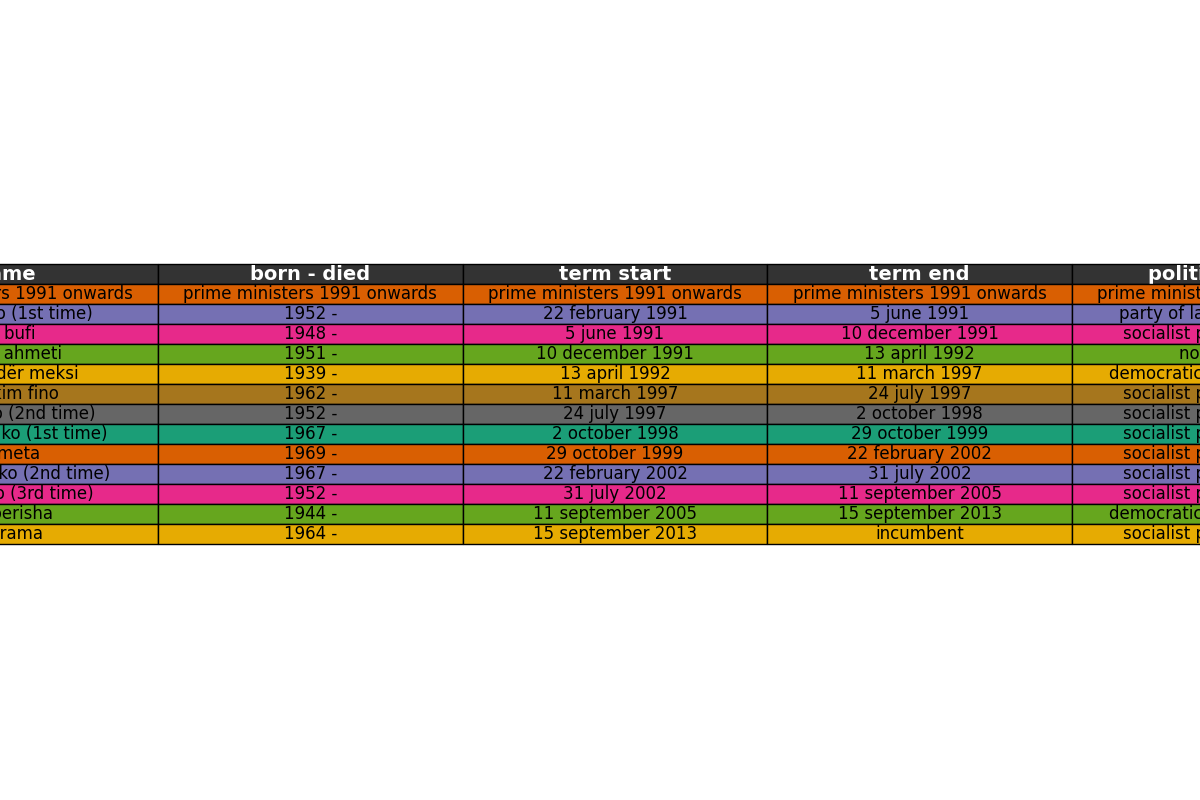 me born - died term start term end politi
rs 1991 onwards prime ministers 1991 onwards prime ministers 1991 onwards prime ministers 1991 onwards prime minist
o (1st time) 1952 - 22 february 1991 5 june 1991 party of la
bufi 1948 - 5 june 1991 10 december 1991 socialist p
ahmeti 1951 - 10 december 1991 13 april 1992 no
dër meksi 1939 - 13 april 1992 11 march 1997 democratic
im fino 1962 - 11 march 1997 24 july 1997 socialist p
o (2nd time) 1952 - 24 july 1997 2 october 1998 socialist p
ko (1st time) 1967 - 2 october 1998 29 october 1999 socialist p
meta 1969 - 29 october 1999 22 february 2002 socialist p
ko (2nd time) 1967 - 22 february 2002 31 july 2002 socialist p
o (3rd time) 1952 - 31 july 2002 11 september 2005 socialist p
berisha 1944 - 11 september 2005 15 september 2013 democratic
rama 1964 - 15 september 2013 incumbent socialist p